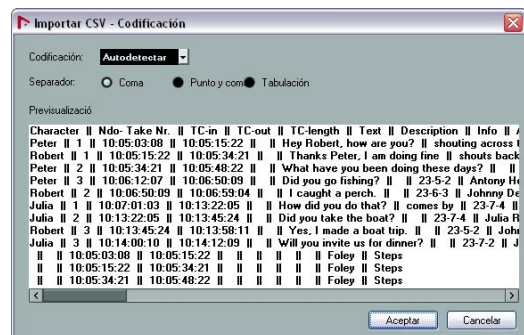 Importar CSV - Codificación
Codificación: Autodetectar
Separador: Coma Punto y com Tabulación
Previsualizació
Character || Ndo- Take Nr. || TC-in || TC-out || TC-length || Text || Description || Info ||
Peter || 1 || 10:05:03:08 || 10:05:15:22 || || Hey Robert, how are you? || shouting across
Robert || 1 || 10:05:15:22 || 10:05:34:21 || || Thanks Peter, I am doing fine || shouts back
Peter || 2 || 10:05:34:21 || 10:05:48:22 || || What have you been doing these days? || ||
Peter || 3 || 10:06:12:07 || 10:06:50:09 || || Did you go fishing? || || 23-5-2 || Antony
Robert || 2 || 10:06:50:09 || 10:06:59:04 || || I caught a perch. || || 23-6-3 || Johnny
Julia || 1 || 10:07:01:03 || 10:13:22:05 || || How did you do that? || comes by || 23-7-4 ||
Julia || 2 || 10:13:22:05 || 10:13:45:24 || || Did you take the boat? || || 23-7-4 || Julia
Robert || 3 || 10:13:45:24 || 10:13:58:11 || || Yes, I made a boat trip. || || 23-5-2 ||
Julia || 3 || 10:14:00:10 || 10:14:12:09 || || Will you invite us for dinner? || || 23-7-2 ||
|| || 10:05:03:08 || 10:05:15:22 || || || || Foley || Steps
|| || 10:05:15:22 || 10:05:34:21 || || || || Foley || Steps
|| || 10:05:34:21 || 10:05:48:22 || || || || Foley || Steps
Aceptar Cancelar